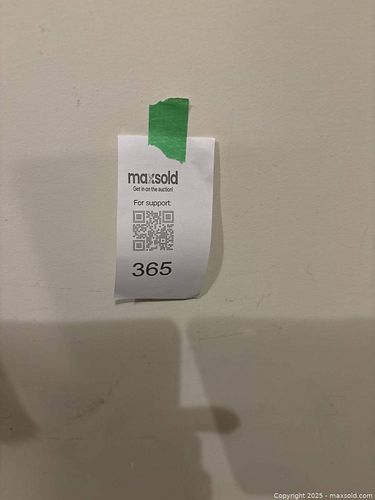 maxsold
Get in on the auction!
For support:
365
Copyright 2025 - maxsold.com